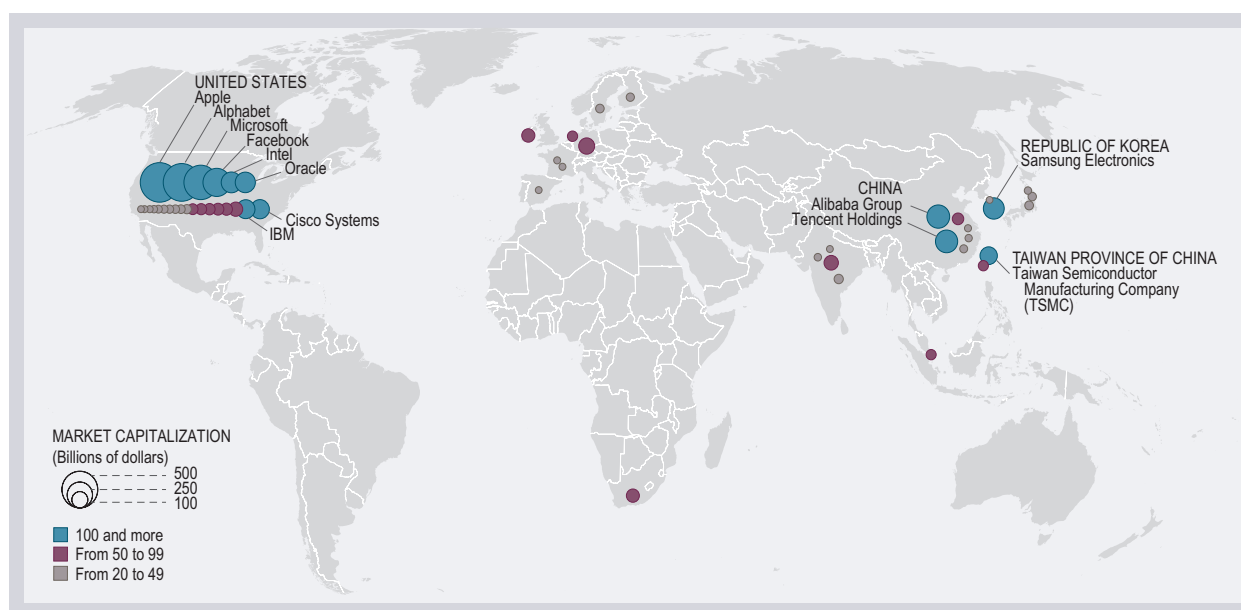 UNITED STATES
Apple
Alphabet
Microsoft
Facebook
Intel
Oracle
Cisco Systems
IBM
REPUBLIC OF KOREA
Samsung Electronics
CHINA
Alibaba Group
Tencent Holdings
TAIWAN PROVINCE OF CHINA
Taiwan Semiconductor
Manufacturing Company
(TSMC)
MARKET CAPITALIZATION
(Billions of dollars)
500
250
100
100 and more
From 50 to 99
From 20 to 49